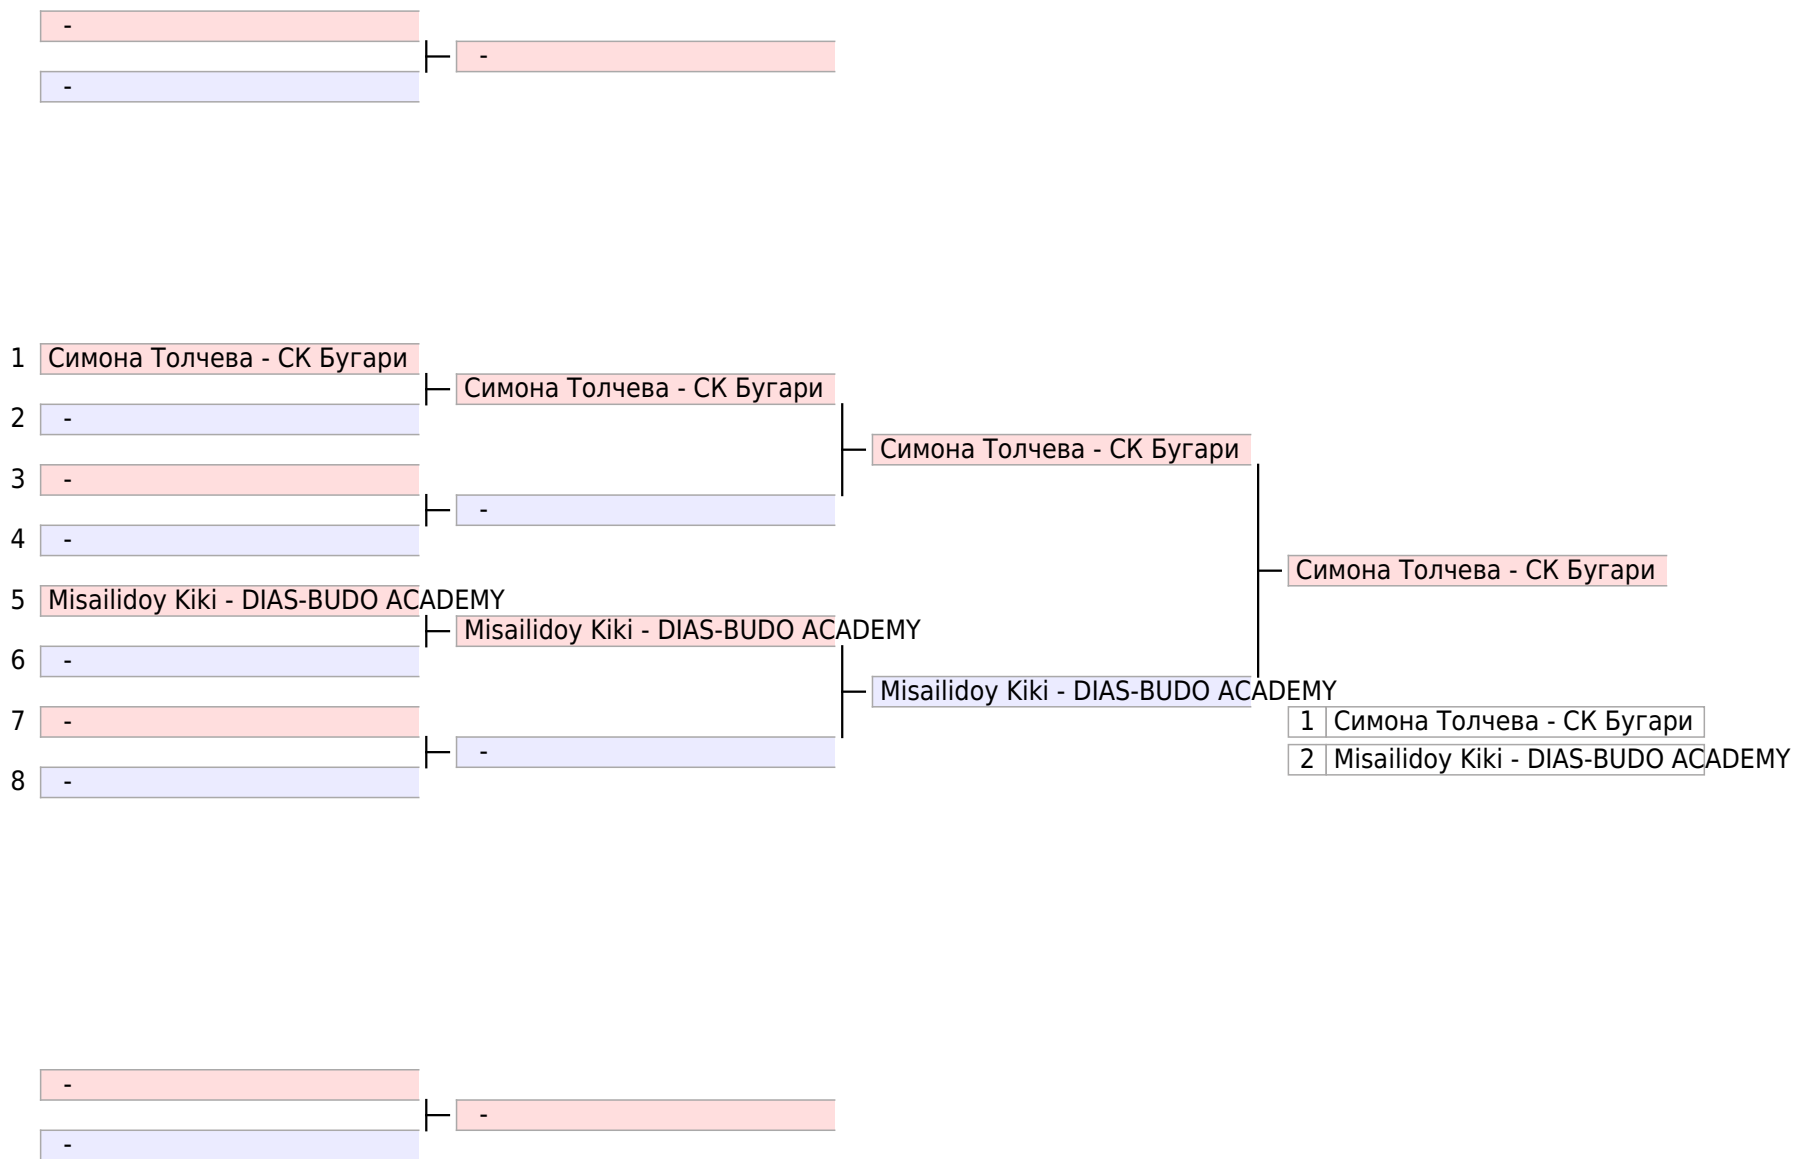 -
-
-
1 Симона Толчева - СК Бугари
Симона Толчева - СК Бугари
2 -
Симона Толчева - СК Бугари
3 -
-
4 -
Симона Толчева - СК Бугари
5 Misailidoy Kiki - DIAS-BUDO ACADEMY
Misailidoy Kiki - DIAS-BUDO ACADEMY
6 -
Misailidoy Kiki - DIAS-BUDO ACADEMY
7 -
1 Симона Толчева - СК Бугари
-
2 Misailidoy Kiki - DIAS-BUDO ACADEMY
8 -
-
-
-